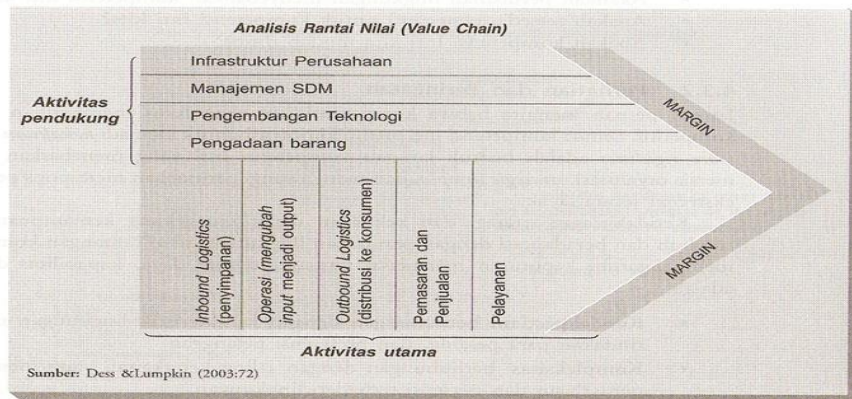 Analisis Rantai Nilai (Value Chain)
Infrastruktur Perusahaan
Manajemen SDM
Aktivitas
pendukung
Pengembangan Teknologi
Pengadaan barang
MARGIN
Inbound Logistics
(penyimpanan)
Operasi (mengubah
input menjadi output)
Outbound Logistics
(distribusi ke konsumen)
Pemasaran dan
Penjualan
Pelayanan
MARGIN
Aktivitas utama
Sumber: Dess &Lumpkin (2003:72)